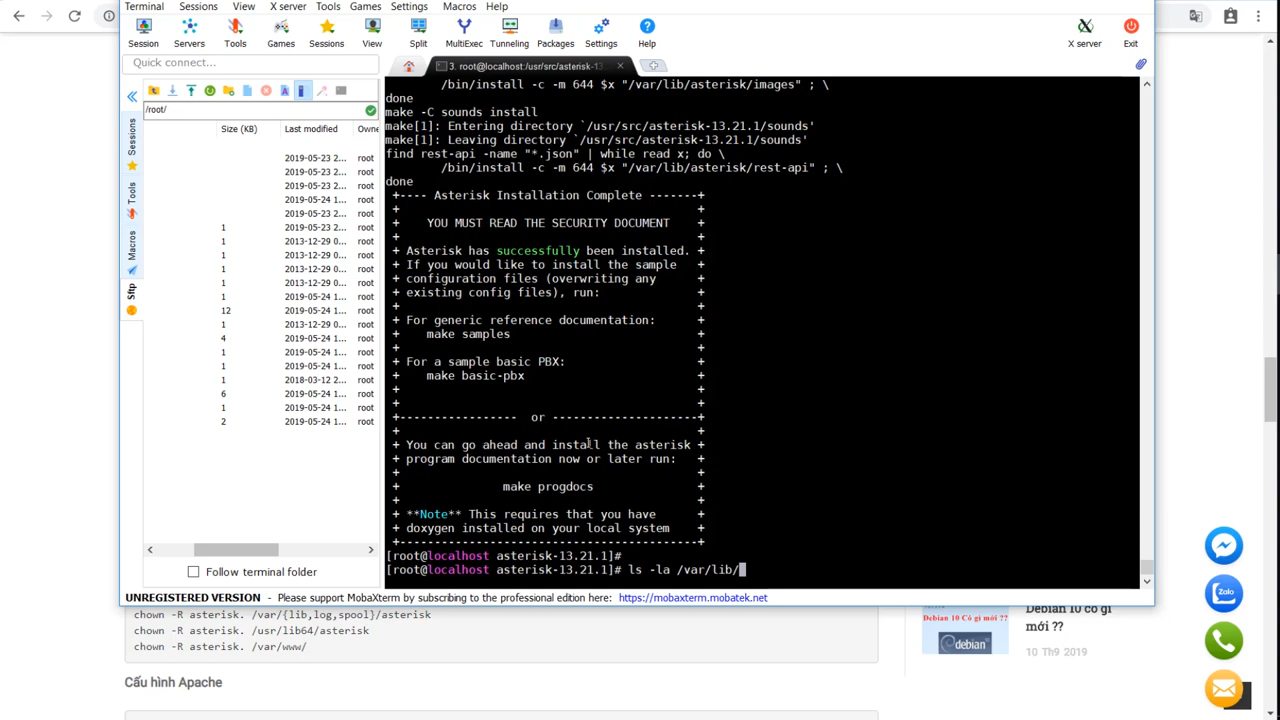 Terminal Sessions View X server Tools Games Settings Macros Help
Session Servers Tools Games Sessions View Split MultiExec Tunneling Packages Settings Help X server Exit
Quick connect...
3. root@localhost:/usr/src/asterisk-13
/root/
Size (KB) Last modified Owne
2019-05-23 2... root
2019-05-23 2... root
2019-05-23 2... root
2019-05-24 1... root
2019-05-23 2... root
1 2019-05-24 1... root
1 2013-12-29 0... root
1 2013-12-29 0... root
1 2013-12-29 0... root
1 2013-12-29 0... root
1 2019-05-24 1... root
12 2019-05-24 1... root
1 2013-12-29 0... root
4 2019-05-24 1... root
1 2019-05-24 1... root
1 2019-05-24 1... root
1 2018-03-12 2... root
6 2019-05-24 1... root
1 2019-05-24 1... root
2 2019-05-24 1... root
Sessions
Tools
Macros
Sftp
Follow terminal folder
/bin/install -c -m 644 $x "/var/lib/asterisk/images" ; \
done
make -C sounds install
make[1]: Entering directory `/usr/src/asterisk-13.21.1/sounds'
make[1]: Leaving directory `/usr/src/asterisk-13.21.1/sounds'
find rest-api -name "*.json" | while read x; do \
/bin/install -c -m 644 $x "/var/lib/asterisk/rest-api" ; \
done
+---- Asterisk Installation Complete -------+
+ +
+ YOU MUST READ THE SECURITY DOCUMENT +
+ +
+ Asterisk has successfully been installed. +
+ If you would like to install the sample +
+ configuration files (overwriting any +
+ existing config files), run: +
+ +
+ For generic reference documentation: +
+ make samples +
+ +
+ For a sample basic PBX: +
+ make basic-pbx +
+ +
+ +
+---------------- or ---------------------+
+ +
+ You can go ahead and install the asterisk +
+ program documentation now or later run: +
+ +
+ make progdocs +
+ +
+ **Note** This requires that you have +
+ doxygen installed on your local system +
+-------------------------------------------+
[root@localhost asterisk-13.21.1]#
[root@localhost asterisk-13.21.1]# ls -la /var/lib/
UNREGISTERED VERSION - Please support MobaXterm by subscribing to the professional edition here: https://mobaxterm.mobatek.net
chown -R asterisk. /var/{lib,log,spool}/asterisk
chown -R asterisk. /usr/lib64/asterisk
chown -R asterisk. /var/www/
Cấu hình Apache
Debian 10 Có gì mới ??
debian
Debian 10 có gì
mới ??
10 Th9 2019
Zalo